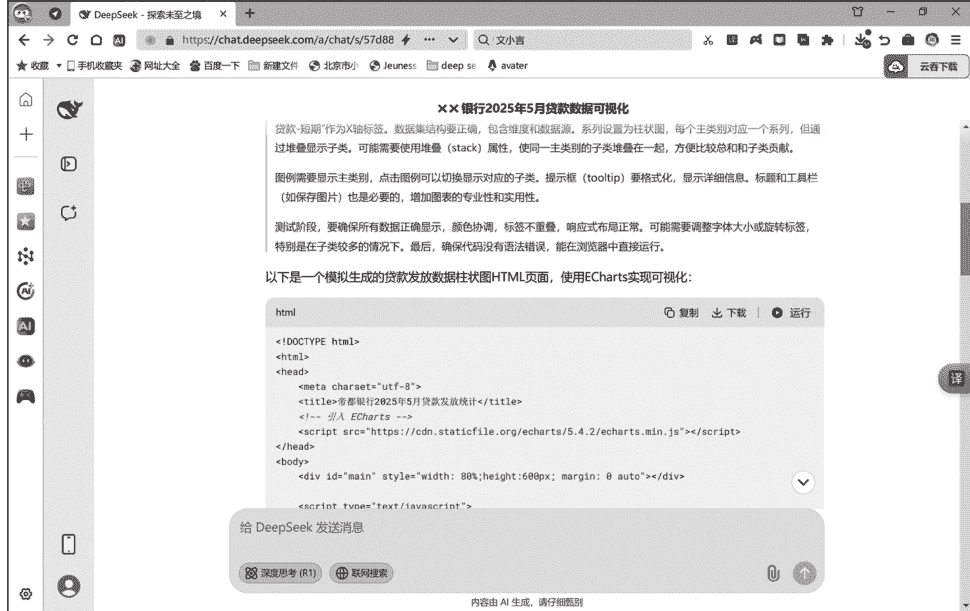 DeepSeek - 探索未至之境
https://chat.deepseek.com/a/chat/s/57d88
文小言
收藏 手机收藏夹 网址大全 百度一下 新建文件 北京市小 Jeuness deep se avater
云吞下载
✕✕ 银行2025年5月贷款数据可视化
贷款-短期"作为X轴标签。数据集结构要正确，包含维度和数据源。系列设置为柱状图，每个主类别对应一个系列，但通
过堆叠显示子类。可能需要使用堆叠（stack）属性，使同一主类别的子类堆叠在一起，方便比较总和和子类贡献。
图例需要显示主类别，点击图例可以切换显示对应的子类。提示框（tooltip）要格式化，显示详细信息。标题和工具栏
（如保存图片）也是必要的，增加图表的专业性和实用性。
测试阶段，要确保所有数据正确显示，颜色协调，标签不重叠，响应式布局正常。可能需要调整字体大小或旋转标签，
特别是在子类较多的情况下。最后，确保代码没有语法错误，能在浏览器中直接运行。
以下是一个模拟生成的贷款发放数据柱状图HTML页面，使用ECharts实现可视化：
html 复制 下载 运行
<!DOCTYPE html>
<html>
<head>
<meta charset="utf-8">
<title>帝都银行2025年5月贷款发放统计</title>
<!-- 引入 ECharts -->
<script src="https://cdn.staticfile.org/echarts/5.4.2/echarts.min.js"></script>
</head>
<body>
<div id="main" style="width: 80%;height:600px; margin: 0 auto"></div>
<script type="text/javascript">
译
给 DeepSeek 发送消息
深度思考 (R1) 联网搜索
内容由 AI 生成，请仔细甄别